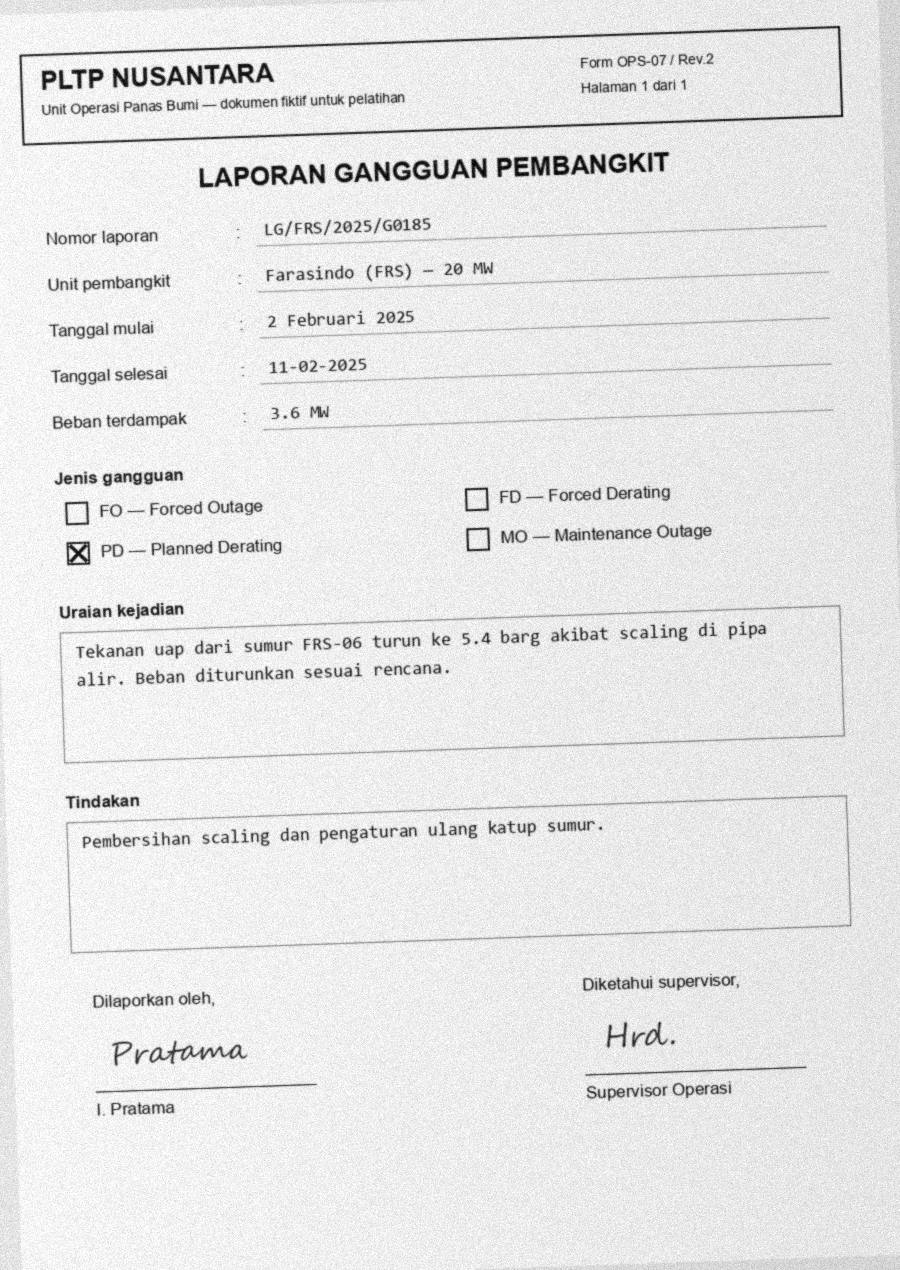 PLTP NUSANTARA
Unit Operasi Panas Bumi — dokumen fiktif untuk pelatihan
Form OPS-07 / Rev.2
Halaman 1 dari 1
LAPORAN GANGGUAN PEMBANGKIT
Nomor laporan : LG/FRS/2025/G0185
Unit pembangkit : Farasindo (FRS) — 20 MW
Tanggal mulai : 2 Februari 2025
Tanggal selesai : 11-02-2025
Beban terdampak : 3.6 MW
Jenis gangguan
FO — Forced Outage
FD — Forced Derating
PD — Planned Derating
MO — Maintenance Outage
Uraian kejadian
Tekanan uap dari sumur FRS-06 turun ke 5.4 barg akibat scaling di pipa
alir. Beban diturunkan sesuai rencana.
Tindakan
Pembersihan scaling dan pengaturan ulang katup sumur.
Dilaporkan oleh,
Pratama
I. Pratama
Diketahui supervisor,
Hrd.
Supervisor Operasi